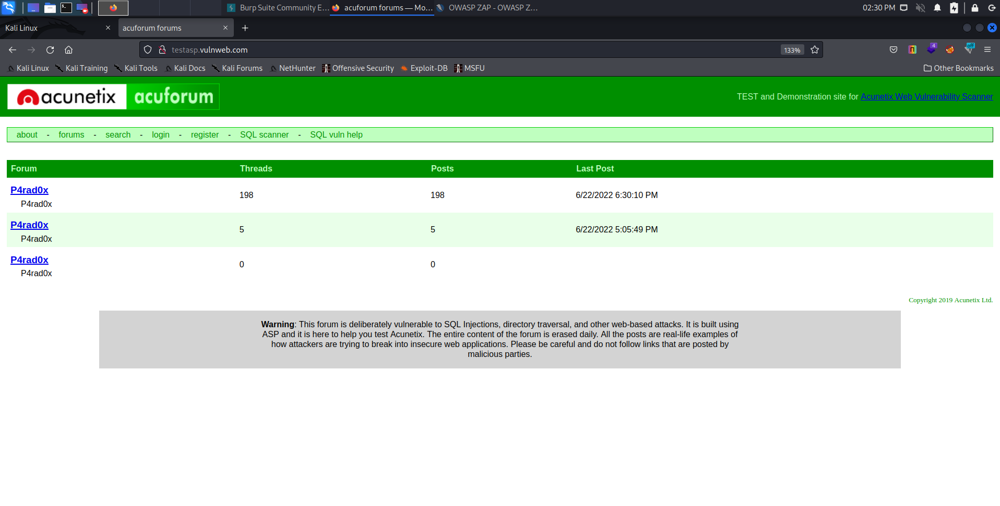 Burp Suite Community E... acuforum forums — Mo... OWASP ZAP - OWASP Z... 02:30 PM
Kali Linux acuforum forums
testasp.vulnweb.com 133% 4 off
Kali Linux Kali Training Kali Tools Kali Docs Kali Forums NetHunter Offensive Security Exploit-DB MSFU Other Bookmarks
acunetix acuforum TEST and Demonstration site for Acunetix Web Vulnerability Scanner
about - forums - search - login - register - SQL scanner - SQL vuln help
Forum Threads Posts Last Post
P4rad0x
198 198 6/22/2022 6:30:10 PM
P4rad0x
P4rad0x
5 5 6/22/2022 5:05:49 PM
P4rad0x
P4rad0x
0 0
P4rad0x
Copyright 2019 Acunetix Ltd.
Warning: This forum is deliberately vulnerable to SQL Injections, directory traversal, and other web-based attacks. It is built using
ASP and it is here to help you test Acunetix. The entire content of the forum is erased daily. All the posts are real-life examples of
how attackers are trying to break into insecure web applications. Please be careful and do not follow links that are posted by
malicious parties.